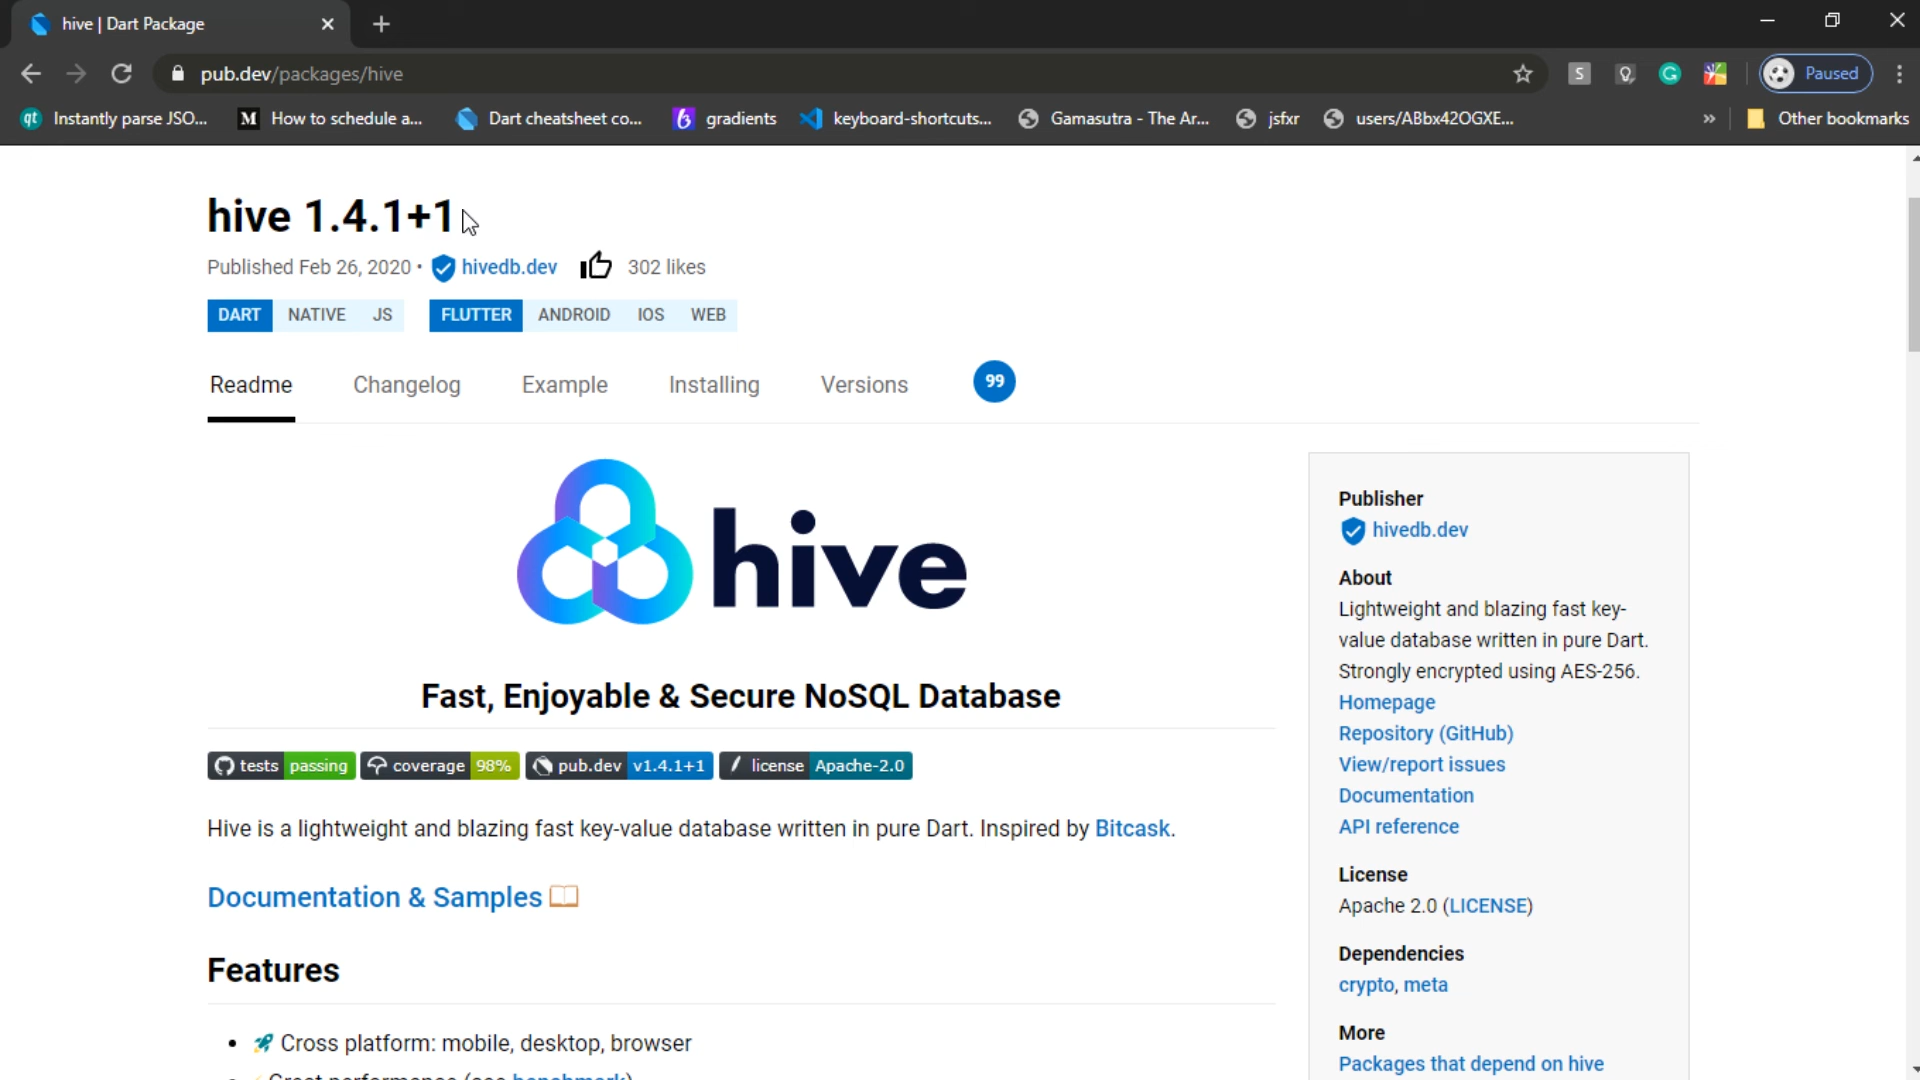 hive | Dart Package
pub.dev/packages/hive
S
G
Paused
qt Instantly parse JSO...
M How to schedule a...
Dart cheatsheet co...
gradients
keyboard-shortcuts...
Gamasutra - The Ar...
jsfxr
users/ABbx42OGXE...
»
Other bookmarks
hive 1.4.1+1
Published Feb 26, 2020 • hivedb.dev 302 likes
DART NATIVE JS FLUTTER ANDROID IOS WEB
Readme Changelog Example Installing Versions 99
hive
Fast, Enjoyable & Secure NoSQL Database
tests passing coverage 98% pub.dev v1.4.1+1 license Apache-2.0
Hive is a lightweight and blazing fast key-value database written in pure Dart. Inspired by Bitcask.
Documentation & Samples 📖
Features
• 🚀 Cross platform: mobile, desktop, browser
Great performance (see benchmark)
Publisher
hivedb.dev
About
Lightweight and blazing fast key-
value database written in pure Dart.
Strongly encrypted using AES-256.
Homepage
Repository (GitHub)
View/report issues
Documentation
API reference
License
Apache 2.0 (LICENSE)
Dependencies
crypto, meta
More
Packages that depend on hive